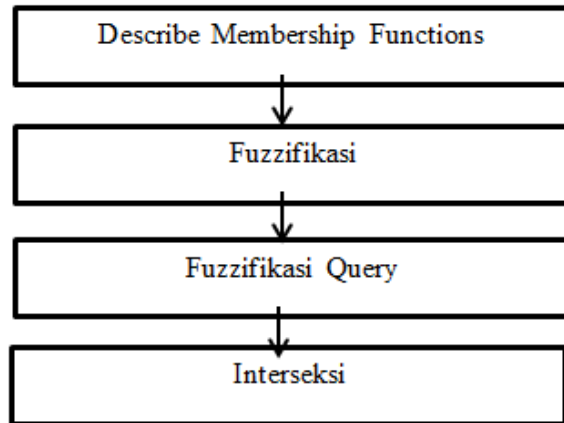 Describe Membership Functions
Fuzzifikasi
Fuzzifikasi Query
Interseksi